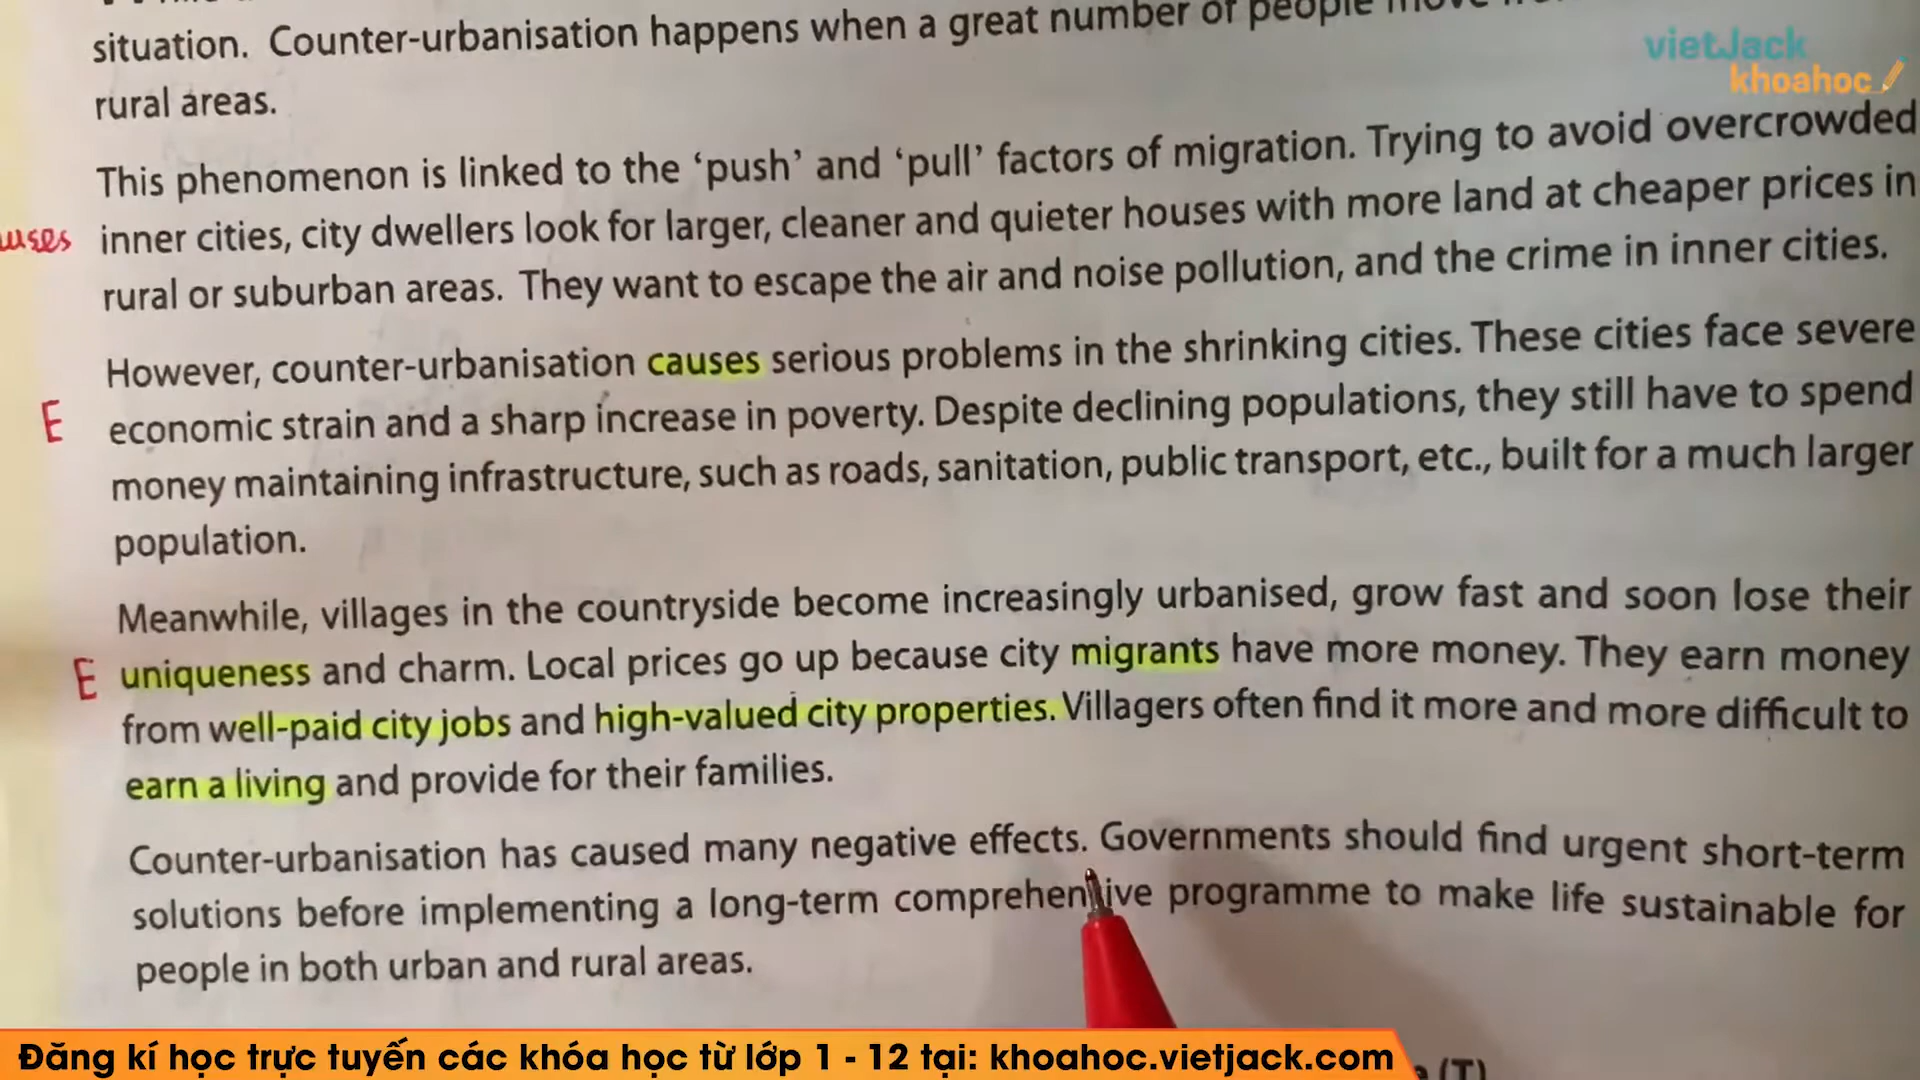 situation. Counter-urbanisation happens when a great number of people move
rural areas.
vietJack
khoahoc
This phenomenon is linked to the ‘push’ and ‘pull’ factors of migration. Trying to avoid overcrowded
uses inner cities, city dwellers look for larger, cleaner and quieter houses with more land at cheaper prices in
rural or suburban areas. They want to escape the air and noise pollution, and the crime in inner cities.
However, counter-urbanisation causes serious problems in the shrinking cities. These cities face severe
E economic strain and a sharp increase in poverty. Despite declining populations, they still have to spend
money maintaining infrastructure, such as roads, sanitation, public transport, etc., built for a much larger
population.
Meanwhile, villages in the countryside become increasingly urbanised, grow fast and soon lose their
E uniqueness and charm. Local prices go up because city migrants have more money. They earn money
from well-paid city jobs and high-valued city properties. Villagers often find it more and more difficult to
earn a living and provide for their families.
Counter-urbanisation has caused many negative effects. Governments should find urgent short-term
solutions before implementing a long-term comprehensive programme to make life sustainable for
people in both urban and rural areas.
Đăng kí học trực tuyến các khóa học từ lớp 1 - 12 tại: khoahoc.vietjack.com
(T)